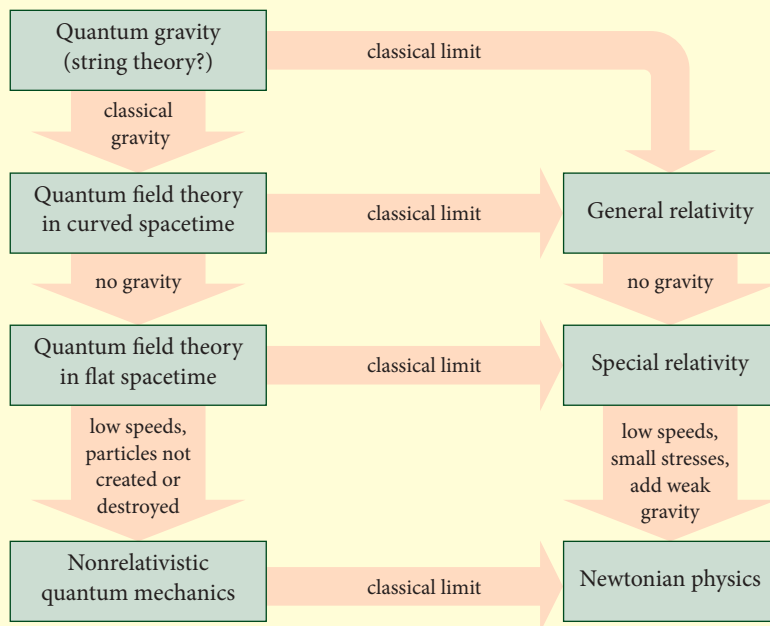 Quantum gravity
(string theory?)
classical limit
classical
gravity
Quantum field theory
in curved spacetime
classical limit
General relativity
no gravity
no gravity
Quantum field theory
in flat spacetime
classical limit
Special relativity
low speeds,
particles not
created or
destroyed
low speeds,
small stresses,
add weak
gravity
Nonrelativistic
quantum mechanics
classical limit
Newtonian physics